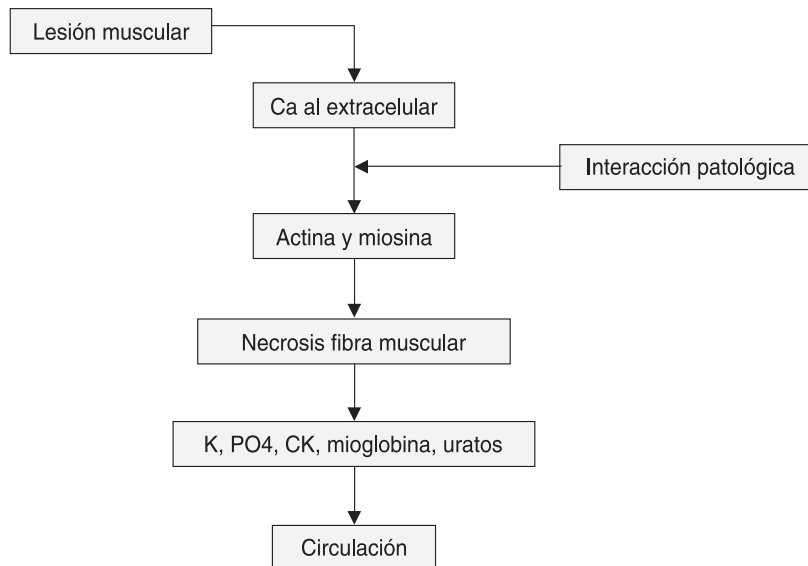 Lesión muscular
Ca al extracelular
Interacción patológica
Actina y miosina
Necrosis fibra muscular
K, PO4, CK, mioglobina, uratos
Circulación